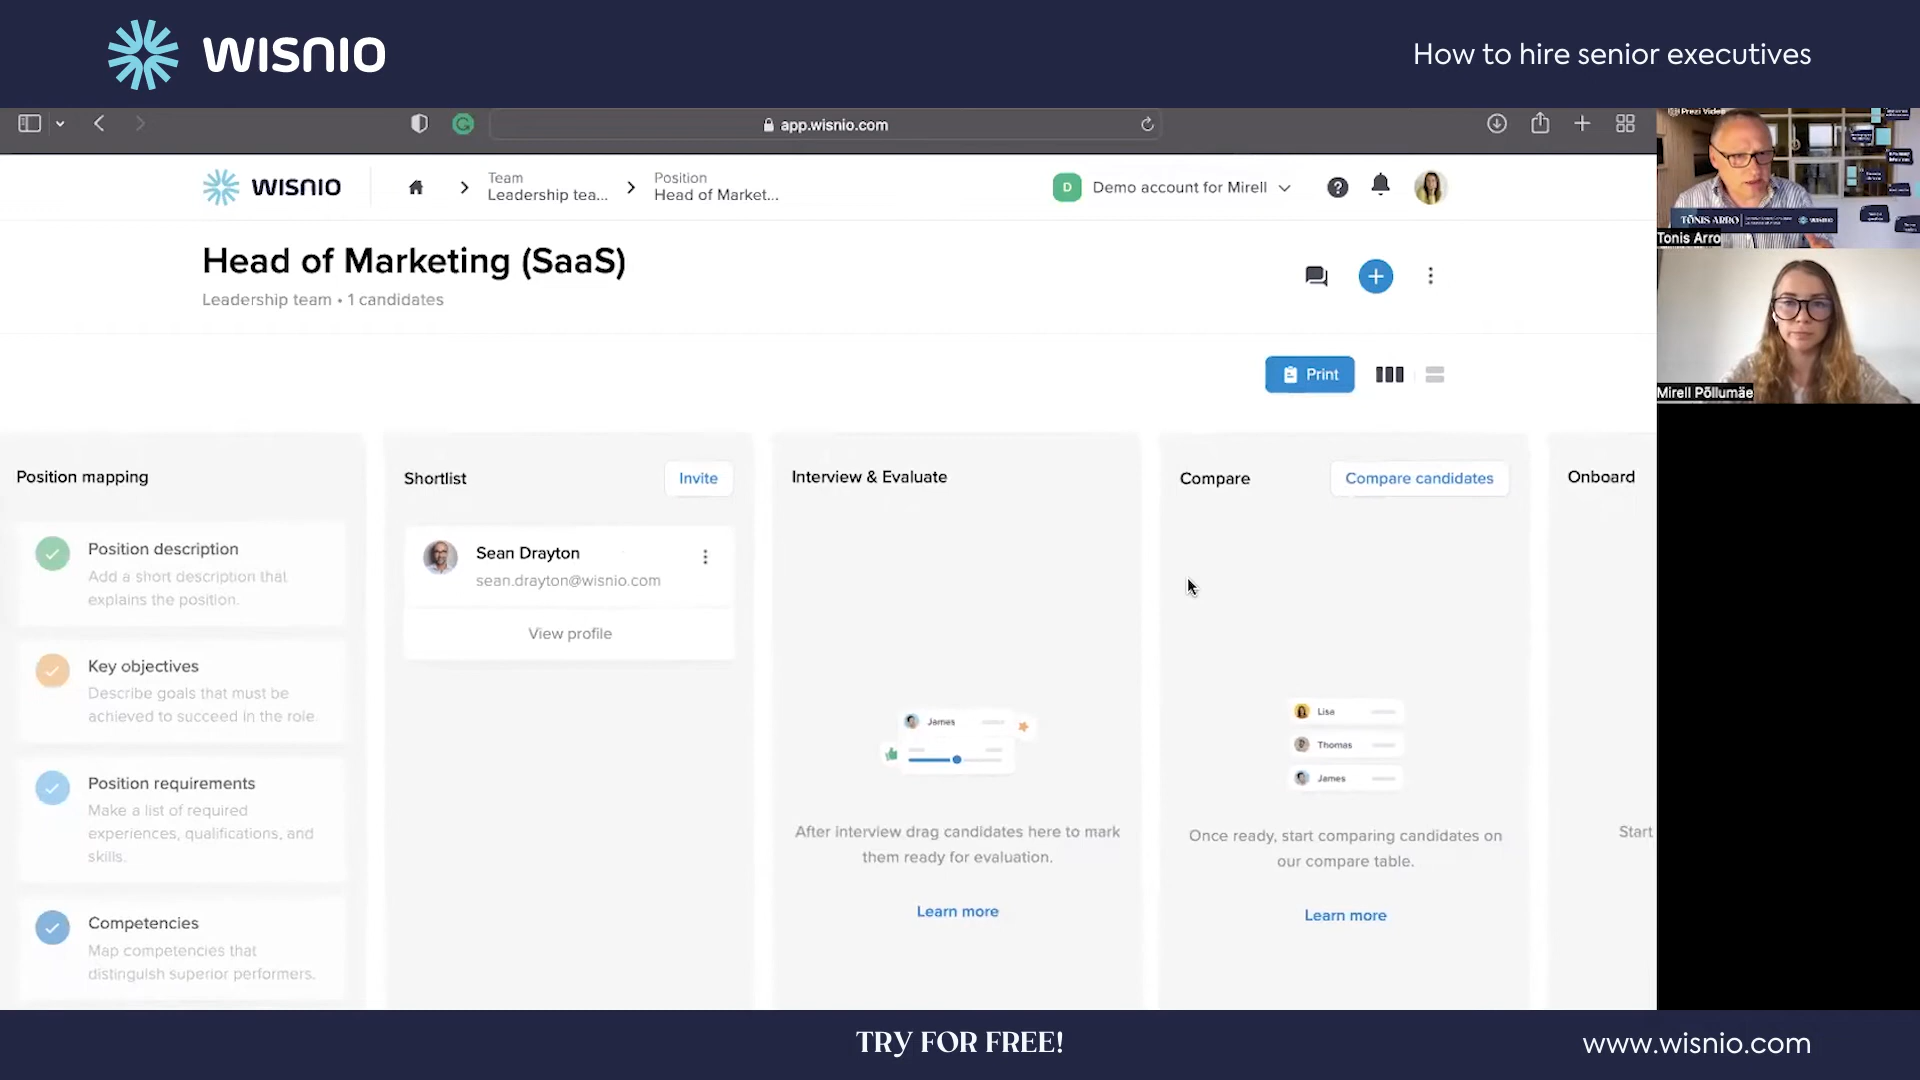 WISNIO
How to hire senior executives
app.wisnio.com
Prezi Video
TÕNIS ARRO
WISNIO
Tonis Arro
Mirell Põllumäe
WISNIO
Team
Leadership tea...
Position
Head of Market...
D
Demo account for Mirell
Head of Marketing (SaaS)
Leadership team • 1 candidates
Print
Position mapping
Position description
Add a short description that
explains the position.
Key objectives
Describe goals that must be
achieved to succeed in the role
Position requirements
Make a list of required
experiences, qualifications, and
skills.
Competencies
Map competencies that
distinguish superior performers.
Shortlist
Invite
Sean Drayton
sean.drayton@wisnio.com
View profile
Interview & Evaluate
James
After interview drag candidates here to mark
them ready for evaluation.
Learn more
Compare
Compare candidates
Lisa
Thomas
James
Once ready, start comparing candidates on
our compare table.
Learn more
Onboard
Start
TRY FOR FREE!
www.wisnio.com